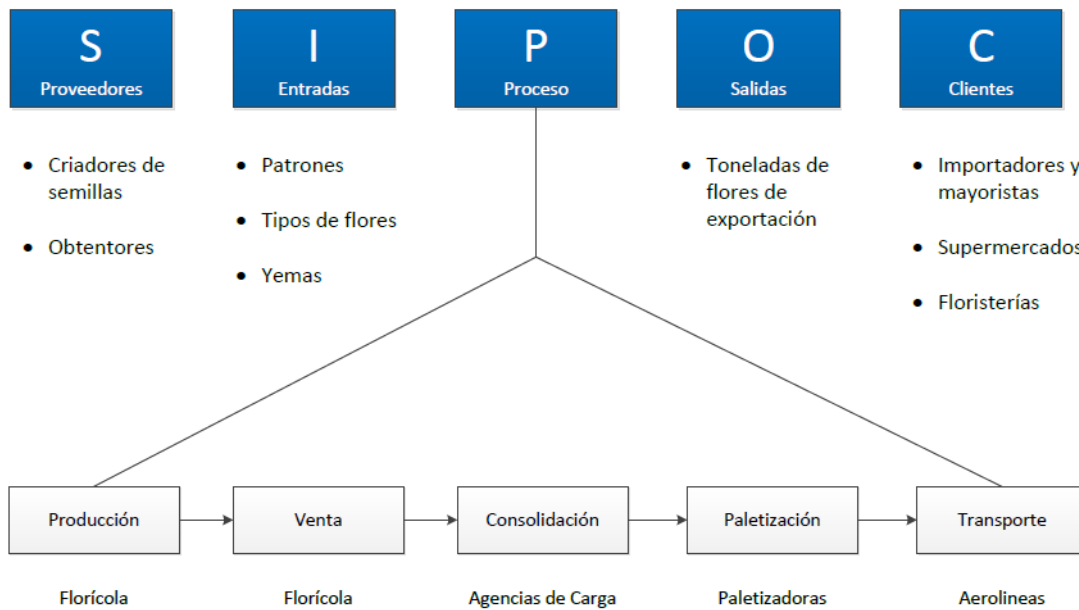 S
Proveedores
I
Entradas
P
Proceso
O
Salidas
C
Clientes
• Criadores de
semillas
• Obtentores
• Patrones
• Tipos de flores
• Yemas
• Toneladas de
flores de
exportación
• Importadores y
mayoristas
• Supermercados
• Floristerías
Producción
Venta
Consolidación
Paletización
Transporte
Florícola
Florícola
Agencias de Carga
Paletizadoras
Aerolineas